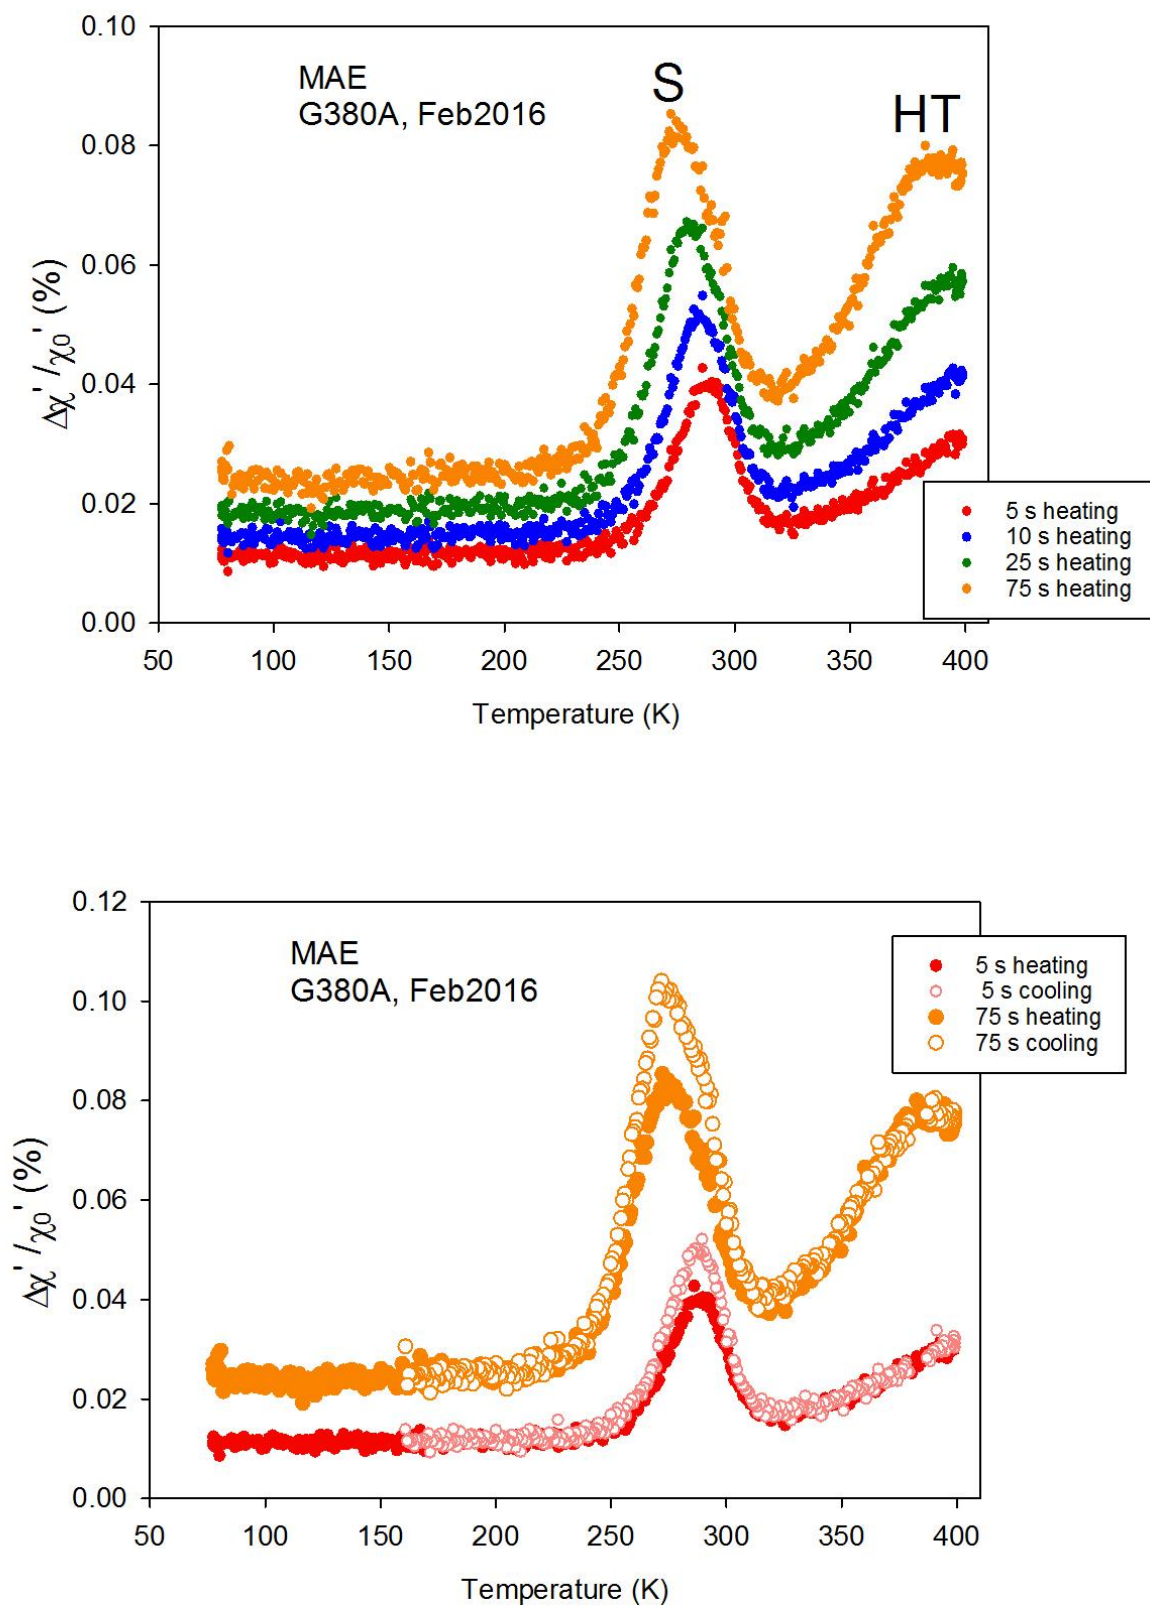 0.10
MAE
G380A, Feb2016
S
HT
0.08
0.06
0.04
0.02
0.00
Δχ'/χ₀' (%)
5 s heating
10 s heating
25 s heating
75 s heating
50 100 150 200 250 300 350 400
Temperature (K)
0.12
MAE
G380A, Feb2016
5 s heating
5 s cooling
75 s heating
75 s cooling
0.10
0.08
0.06
0.04
0.02
0.00
Δχ'/χ₀' (%)
50 100 150 200 250 300 350 400
Temperature (K)